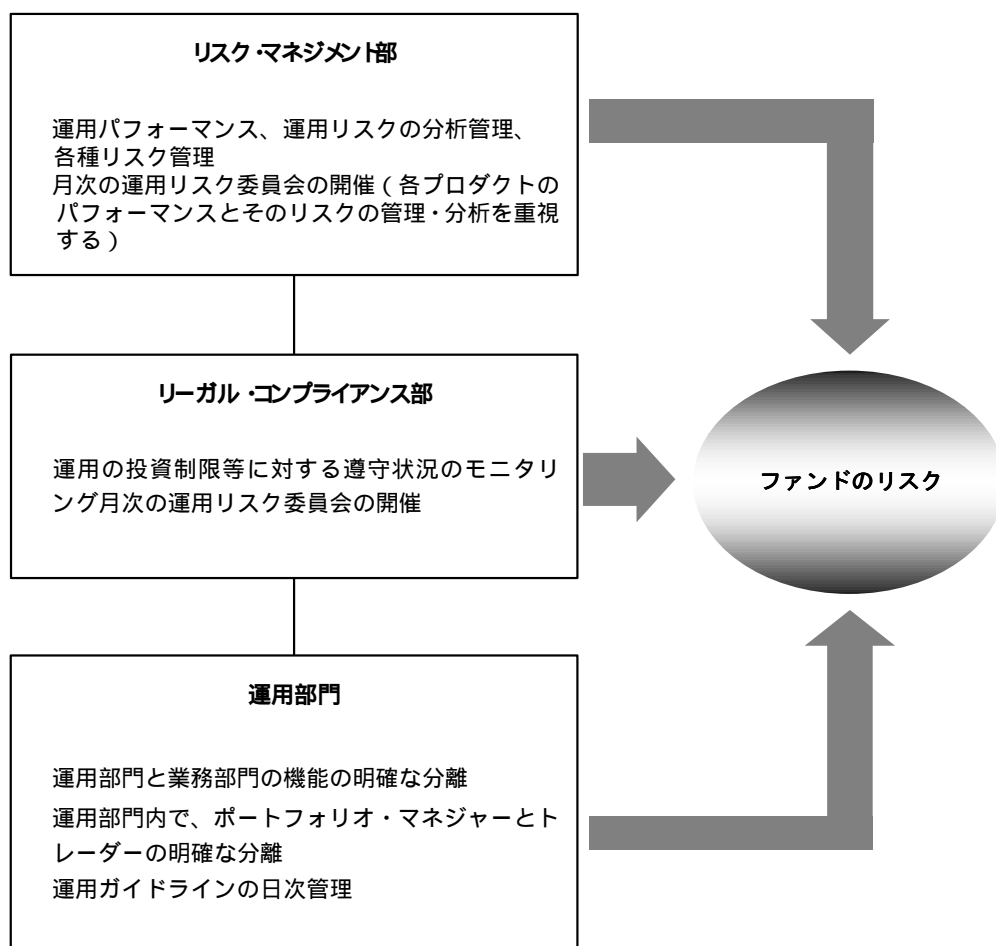 リスク・マネジメント部
運用パフォーマンス、運用リスクの分析管理、
各種リスク管理
月次の運用リスク委員会の開催（各プロダクトの
パフォーマンスとそのリスクの管理・分析を重視
する）
リーガル・コンプライアンス部
運用の投資制限等に対する遵守状況のモニタリ
ング月次の運用リスク委員会の開催
ファンドのリスク
運用部門
運用部門と業務部門の機能の明確な分離
運用部門内で、ポートフォリオ・マネジャーとト
レーダーの明確な分離
運用ガイドラインの日次管理